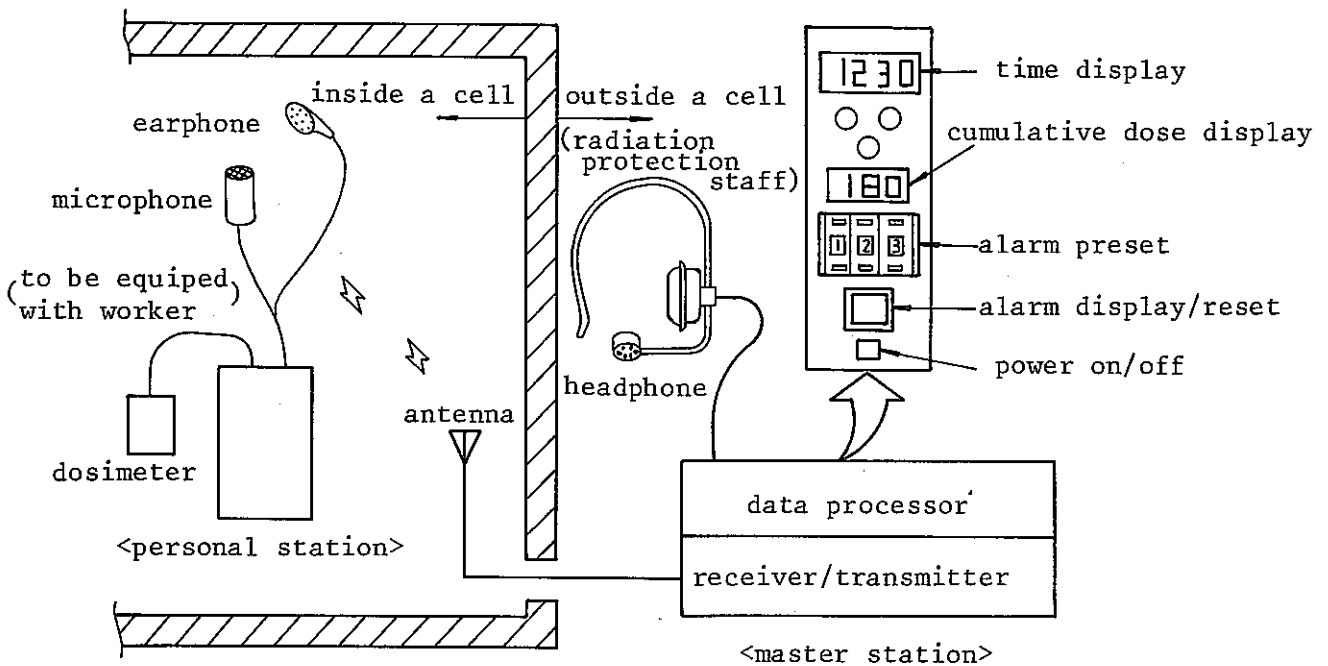 inside a cell
outside a cell
(radiation
protection
staff)
earphone
microphone
(to be equiped
with worker)
dosimeter
<personal station>
antenna
headphone
1230
time display
cumulative dose display
180
1 2 3
alarm preset
alarm display/reset
power on/off
data processor
receiver/transmitter
<master station>